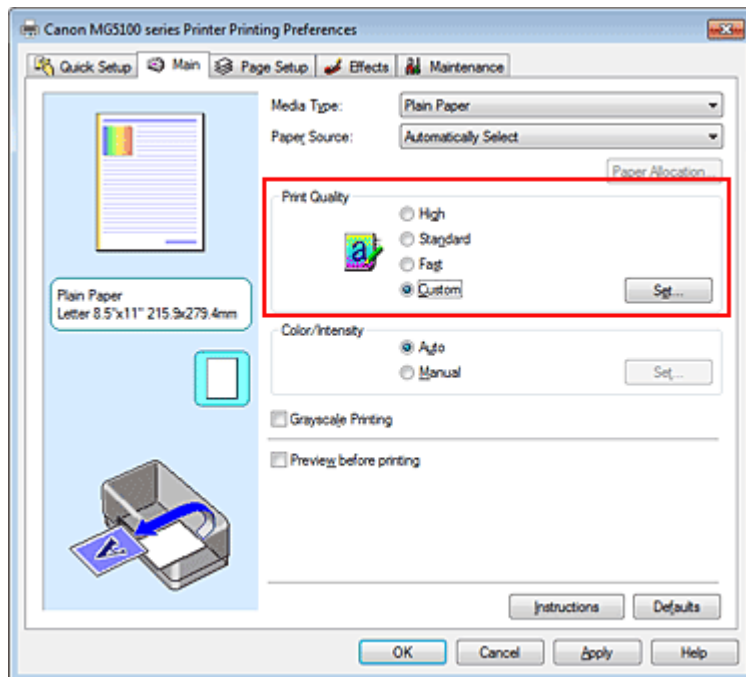 Canon MG5100 series Printer Printing Preferences
Quick Setup Main Page Setup Effects Maintenance
Media Type: Plain Paper
Paper Source: Automatically Select
Paper Allocation...
Print Quality
High
Standard
Fast
Custom Set...
Plain Paper
Letter 8.5"x11" 215.9x279.4mm
Color/Intensity
Auto
Manual Set...
Grayscale Printing
Preview before printing
Instructions Defaults
OK Cancel Apply Help